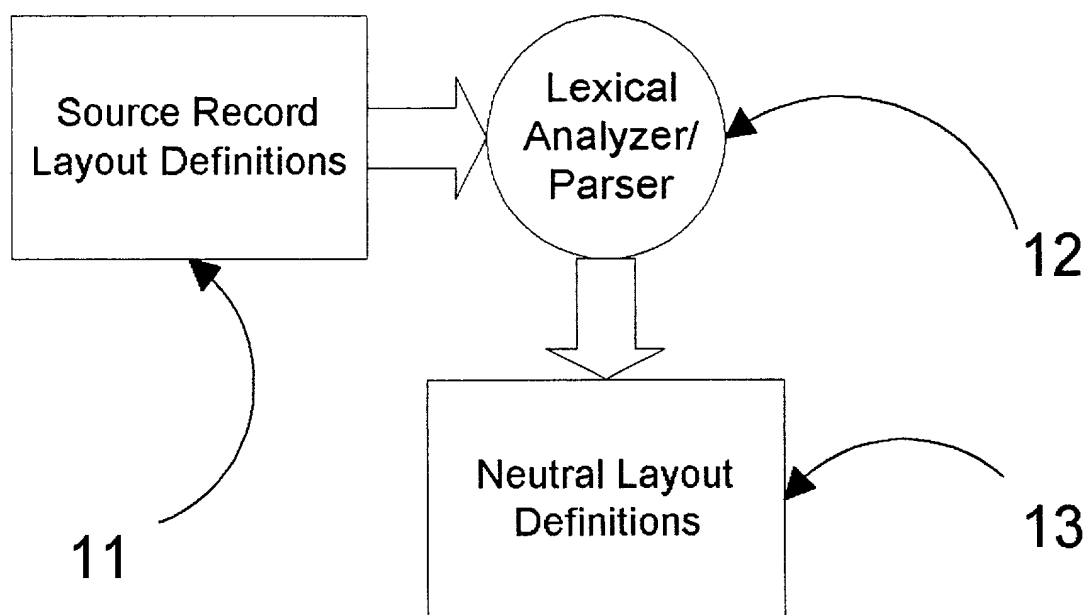 Source Record
Layout Definitions
Lexical
Analyzer/
Parser
12
Neutral Layout
Definitions
11
13